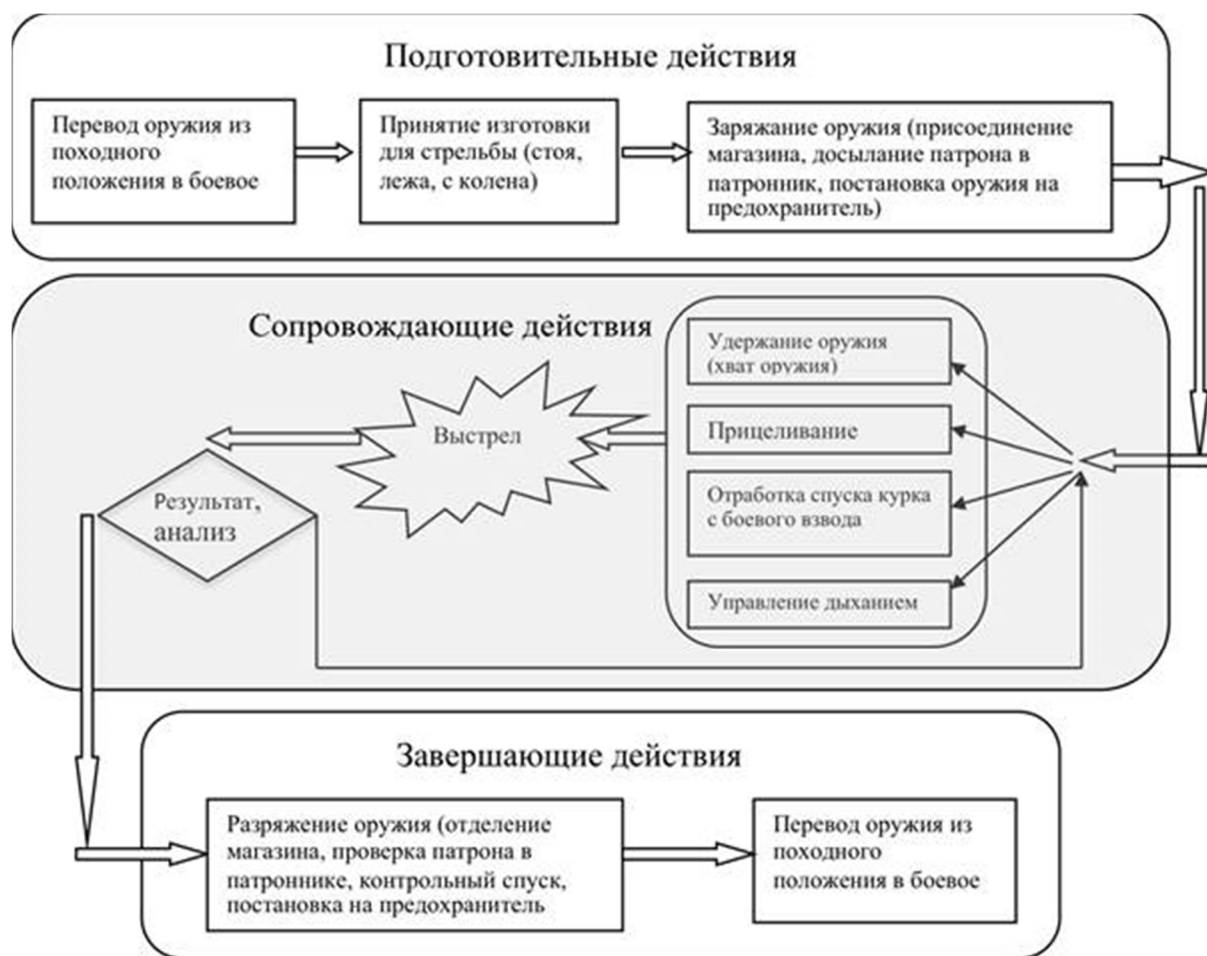 Подготовительные действия
Перевод оружия из
походного
положения в боевое
Принятие изготовки
для стрельбы (стоя,
лежа, с колена)
Заряжание оружия (присоединение
магазина, досылание патрона в
патронник, постановка оружия на
предохранитель)
Сопровождающие действия
Удержание оружия
(хват оружия)
Прицеливание
Отработка спуска курка
с боевого взвода
Управление дыханием
Выстрел
Результат,
анализ
Завершающие действия
Разряжение оружия (отделение
магазина, проверка патрона в
патроннике, контрольный спуск,
постановка на предохранитель
Перевод оружия из
походного
положения в боевое